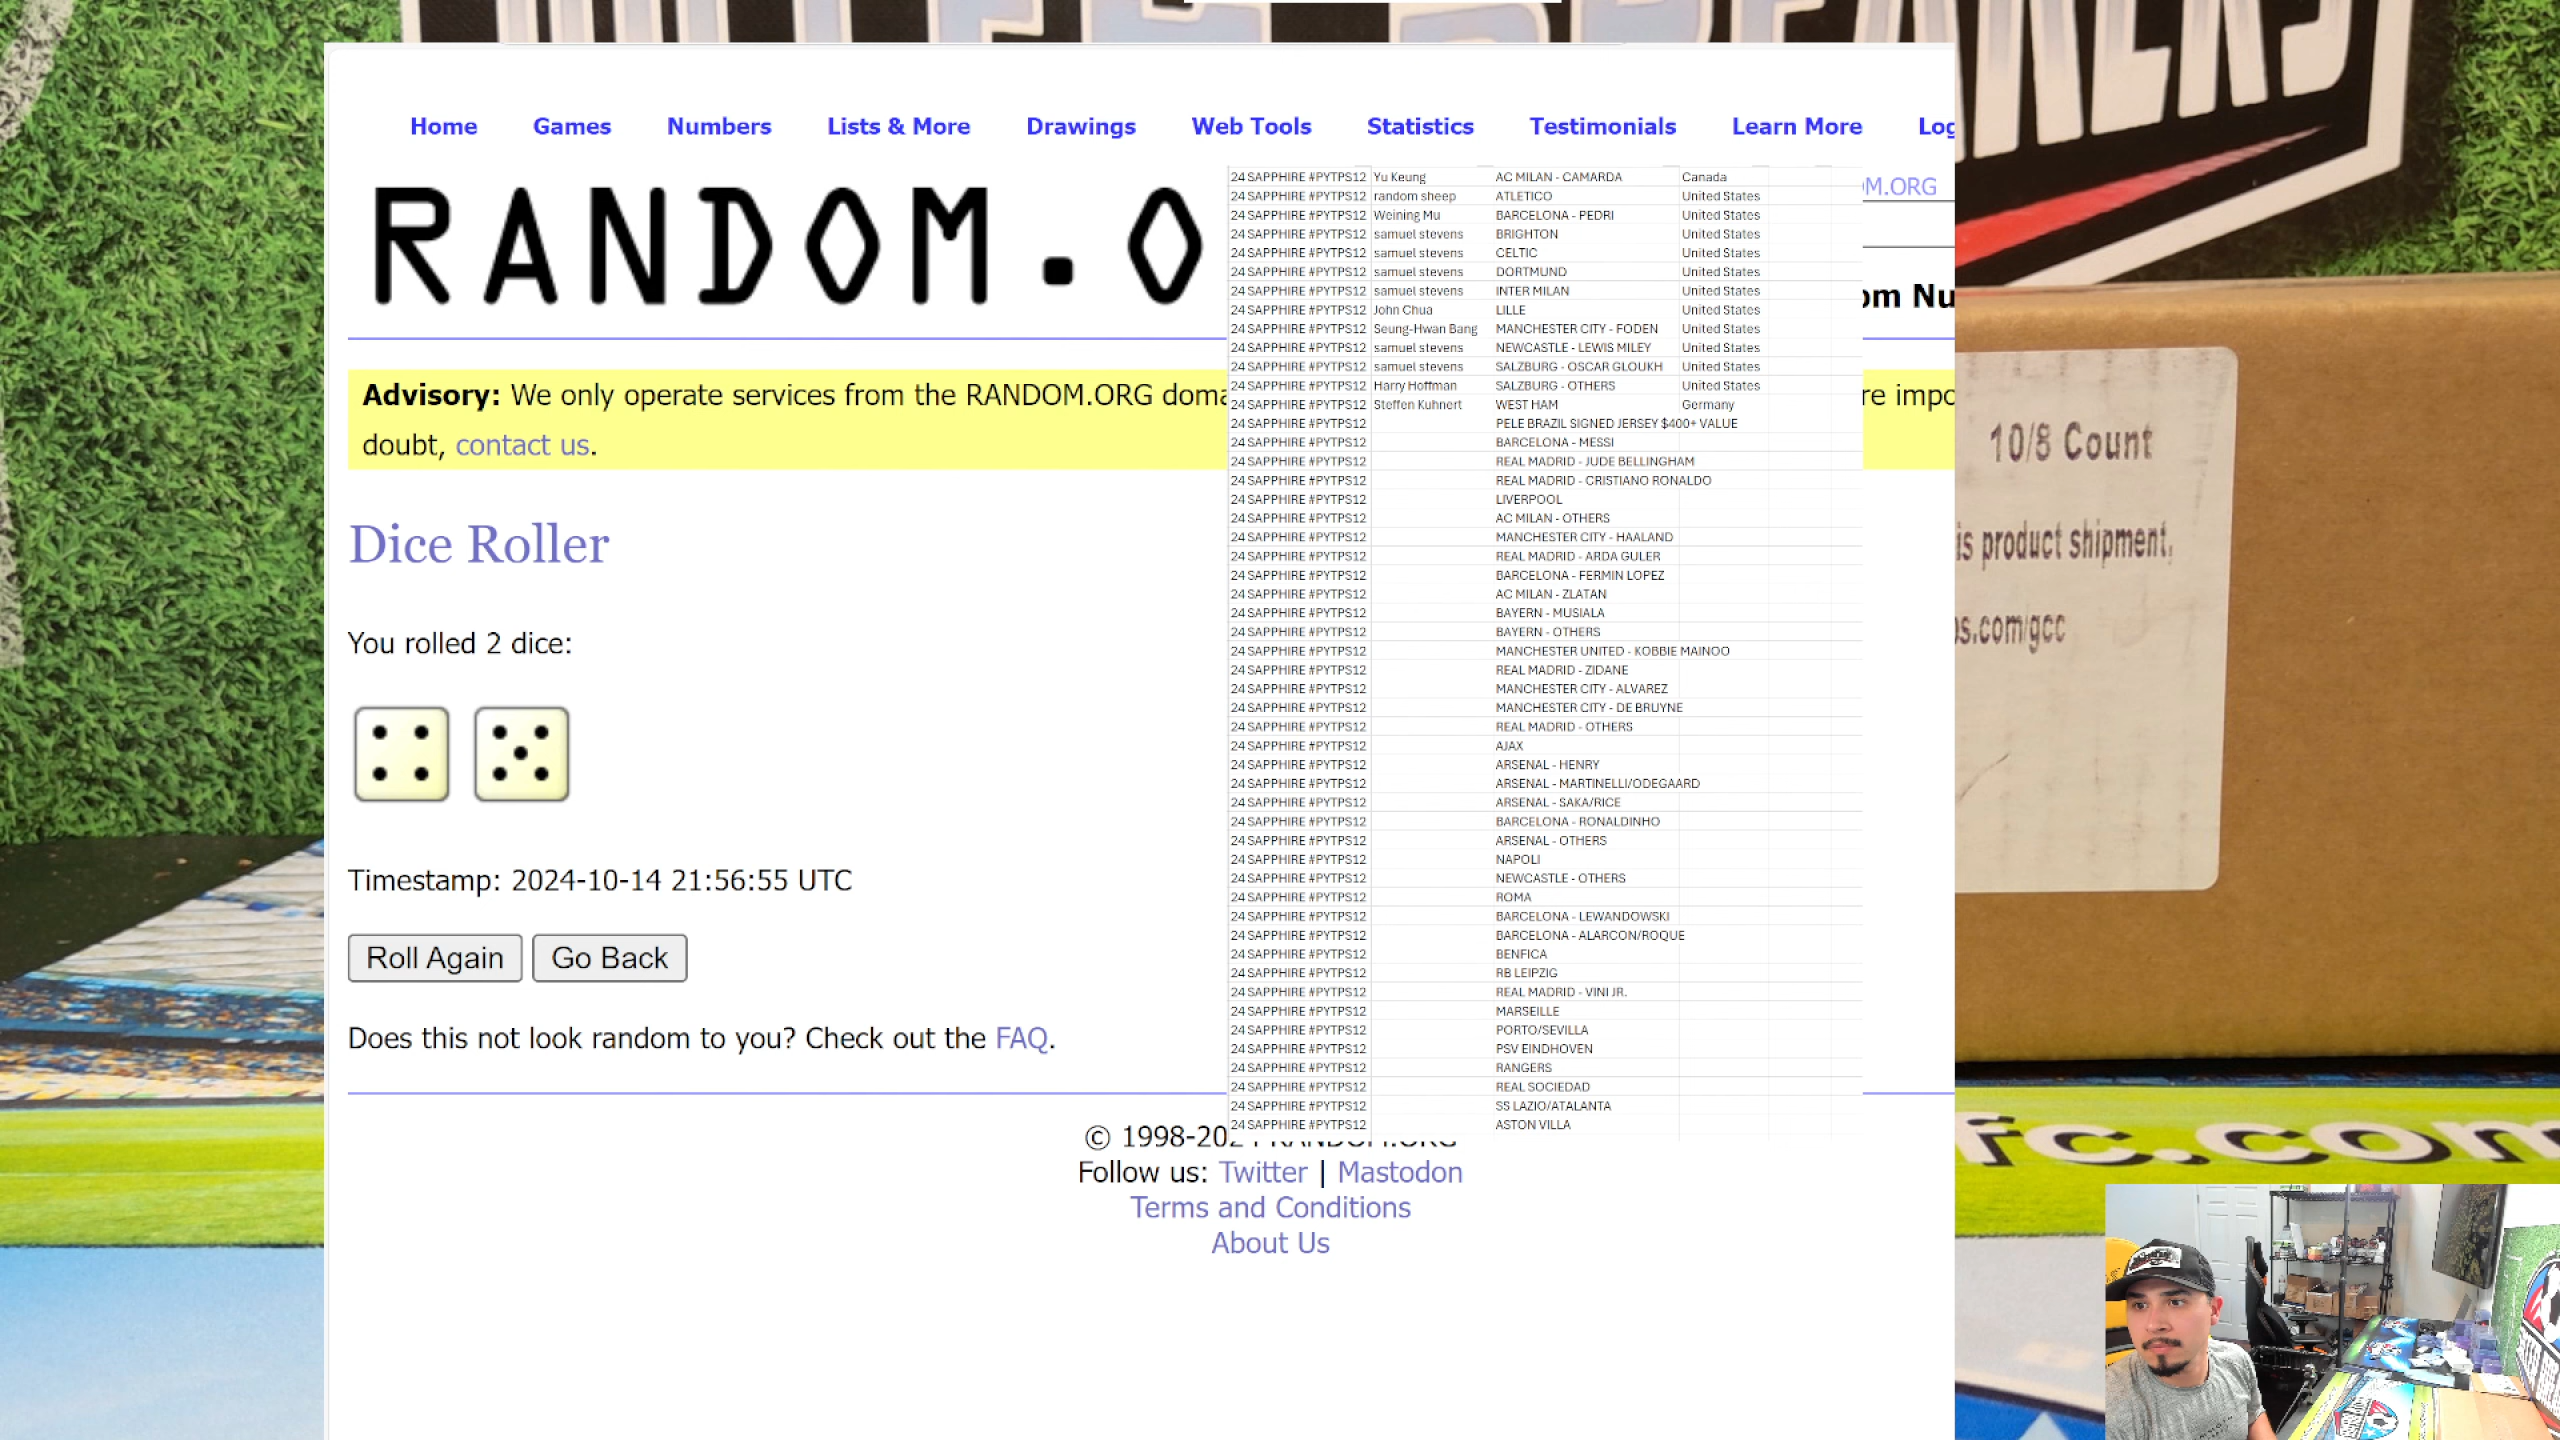 Home Games Numbers Lists & More Drawings Web Tools Statistics Testimonials Learn More Log
RANDOM.O
M.ORG
om Nu
Advisory: We only operate services from the RANDOM.ORG doma
re impo
doubt, contact us.
Dice Roller
You rolled 2 dice:
Timestamp: 2024-10-14 21:56:55 UTC
Roll Again Go Back
Does this not look random to you? Check out the FAQ.
© 1998-202
Follow us: Twitter | Mastodon
Terms and Conditions
About Us
24 SAPPHIRE #PYTPS12 Yu Keung AC MILAN - CAMARDA Canada
24 SAPPHIRE #PYTPS12 random sheep ATLETICO United States
24 SAPPHIRE #PYTPS12 Weining Mu BARCELONA - PEDRI United States
24 SAPPHIRE #PYTPS12 samuel stevens BRIGHTON United States
24 SAPPHIRE #PYTPS12 samuel stevens CELTIC United States
24 SAPPHIRE #PYTPS12 samuel stevens DORTMUND United States
24 SAPPHIRE #PYTPS12 samuel stevens INTER MILAN United States
24 SAPPHIRE #PYTPS12 John Chua LILLE United States
24 SAPPHIRE #PYTPS12 Seung-Hwan Bang MANCHESTER CITY - FODEN United States
24 SAPPHIRE #PYTPS12 samuel stevens NEWCASTLE - LEWIS MILEY United States
24 SAPPHIRE #PYTPS12 samuel stevens SALZBURG - OSCAR GLOUKH United States
24 SAPPHIRE #PYTPS12 Harry Hoffman SALZBURG - OTHERS United States
24 SAPPHIRE #PYTPS12 Steffen Kuhnert WEST HAM Germany
24 SAPPHIRE #PYTPS12 PELE BRAZIL SIGNED JERSEY $400+ VALUE
24 SAPPHIRE #PYTPS12 BARCELONA - MESSI
24 SAPPHIRE #PYTPS12 REAL MADRID - JUDE BELLINGHAM
24 SAPPHIRE #PYTPS12 REAL MADRID - CRISTIANO RONALDO
24 SAPPHIRE #PYTPS12 LIVERPOOL
24 SAPPHIRE #PYTPS12 AC MILAN - OTHERS
24 SAPPHIRE #PYTPS12 MANCHESTER CITY - HAALAND
24 SAPPHIRE #PYTPS12 REAL MADRID - ARDA GULER
24 SAPPHIRE #PYTPS12 BARCELONA - FERMIN LOPEZ
24 SAPPHIRE #PYTPS12 AC MILAN - ZLATAN
24 SAPPHIRE #PYTPS12 BAYERN - MUSIALA
24 SAPPHIRE #PYTPS12 BAYERN - OTHERS
24 SAPPHIRE #PYTPS12 MANCHESTER UNITED - KOBBIE MAINOO
24 SAPPHIRE #PYTPS12 REAL MADRID - ZIDANE
24 SAPPHIRE #PYTPS12 MANCHESTER CITY - ALVAREZ
24 SAPPHIRE #PYTPS12 MANCHESTER CITY - DE BRUYNE
24 SAPPHIRE #PYTPS12 REAL MADRID - OTHERS
24 SAPPHIRE #PYTPS12 AJAX
24 SAPPHIRE #PYTPS12 ARSENAL - HENRY
24 SAPPHIRE #PYTPS12 ARSENAL - MARTINELLI/ODEGAARD
24 SAPPHIRE #PYTPS12 ARSENAL - SAKA/RICE
24 SAPPHIRE #PYTPS12 BARCELONA - RONALDINHO
24 SAPPHIRE #PYTPS12 ARSENAL - OTHERS
24 SAPPHIRE #PYTPS12 NAPOLI
24 SAPPHIRE #PYTPS12 NEWCASTLE - OTHERS
24 SAPPHIRE #PYTPS12 ROMA
24 SAPPHIRE #PYTPS12 BARCELONA - LEWANDOWSKI
24 SAPPHIRE #PYTPS12 BARCELONA - ALARCON/ROQUE
24 SAPPHIRE #PYTPS12 BENFICA
24 SAPPHIRE #PYTPS12 RB LEIPZIG
24 SAPPHIRE #PYTPS12 REAL MADRID - VINI JR.
24 SAPPHIRE #PYTPS12 MARSEILLE
24 SAPPHIRE #PYTPS12 PORTO/SEVILLA
24 SAPPHIRE #PYTPS12 PSV EINDHOVEN
24 SAPPHIRE #PYTPS12 RANGERS
24 SAPPHIRE #PYTPS12 REAL SOCIEDAD
24 SAPPHIRE #PYTPS12 SS LAZIO/ATALANTA
24 SAPPHIRE #PYTPS12 ASTON VILLA
10/8 Count
is product shipment,
ps.com/gcc
fc.com